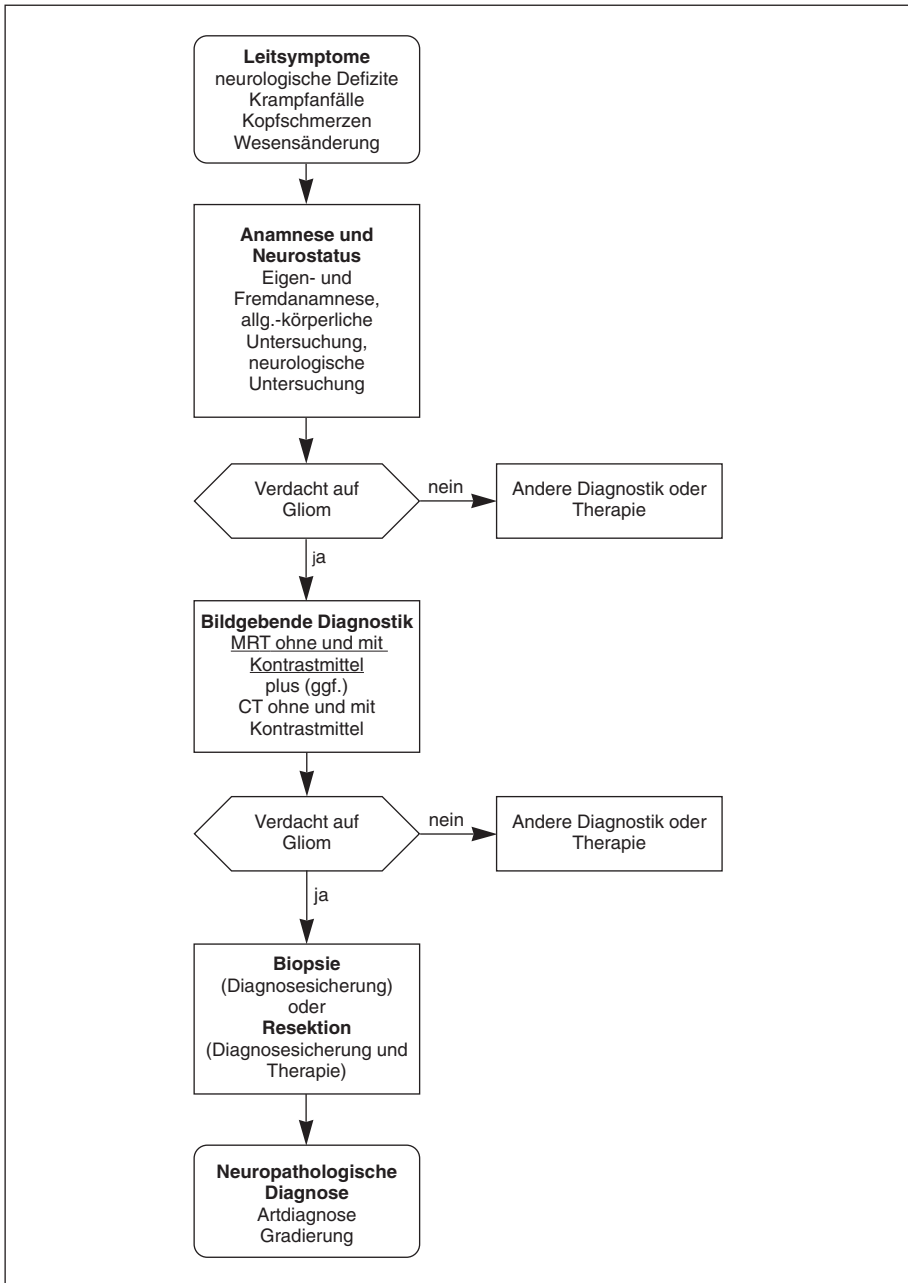 Leitsymptome
neurologische Defizite
Krampfanfälle
Kopfschmerzen
Wesensänderung
Anamnese und
Neurostatus
Eigen- und
Fremdanamnese,
allg.-körperliche
Untersuchung,
neurologische
Untersuchung
Verdacht auf
Gliom
nein
Andere Diagnostik oder
Therapie
ja
Bildgebende Diagnostik
MRT ohne und mit
Kontrastmittel
plus (ggf.)
CT ohne und mit
Kontrastmittel
Verdacht auf
Gliom
nein
Andere Diagnostik oder
Therapie
ja
Biopsie
(Diagnosesicherung)
oder
Resektion
(Diagnosesicherung und
Therapie)
Neuropathologische
Diagnose
Artdiagnose
Gradierung